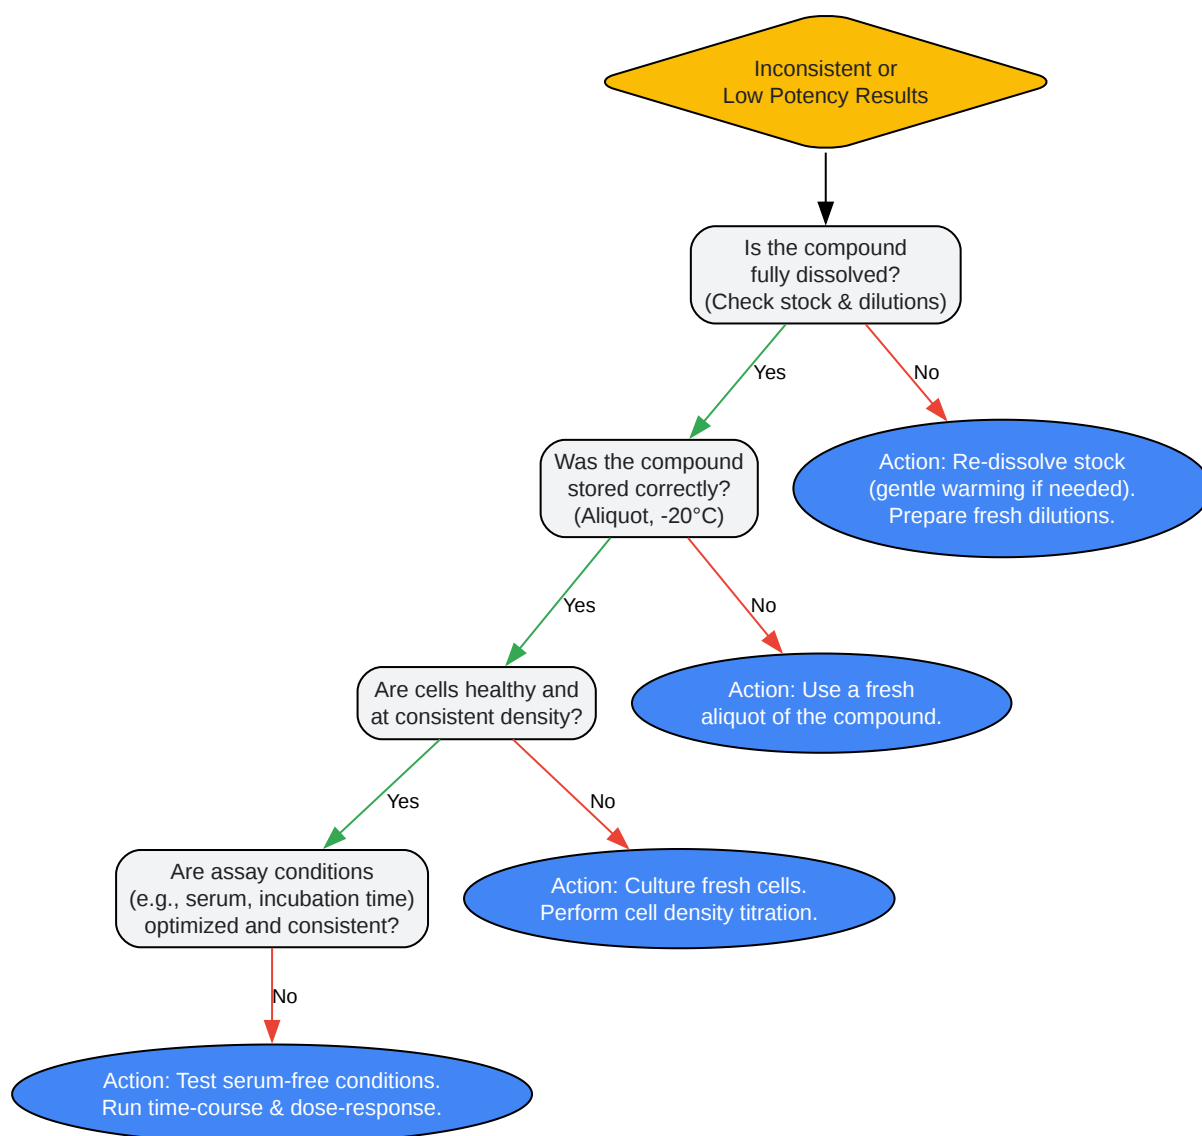 Inconsistent or
Low Potency Results
Is the compound
fully dissolved?
(Check stock & dilutions)
Yes
No
Was the compound
stored correctly?
(Aliquot, -20°C)
Action: Re-dissolve stock
(gentle warming if needed).
Prepare fresh dilutions.
Yes
No
Are cells healthy and
at consistent density?
Action: Use a fresh
aliquot of the compound.
Yes
No
Are assay conditions
(e.g., serum, incubation time)
optimized and consistent?
Action: Culture fresh cells.
Perform cell density titration.
No
Action: Test serum-free conditions.
Run time-course & dose-response.